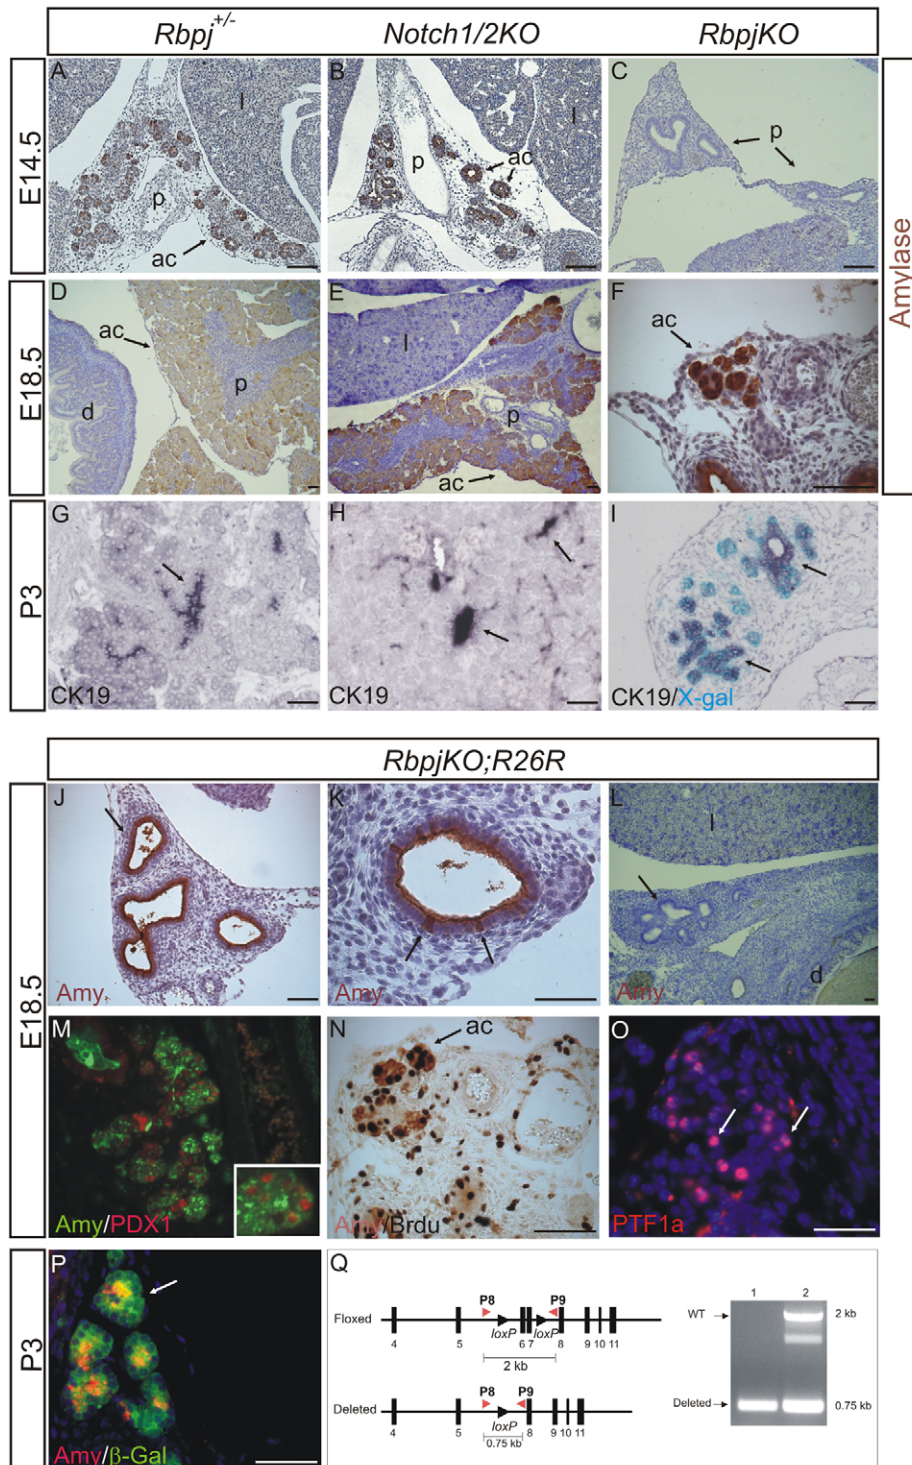 Rbpj+/-
Notch1/2KO
RbpjKO
E14.5
A
l
p
ac
B
l
p
ac
C
p
Amylase
E18.5
D
ac
p
d
E
l
p
ac
F
ac
P3
G
CK19
H
CK19
I
CK19/X-gal
RbpjKO;R26R
E18.5
J
Amy
K
Amy
L
l
d
Amy
M
Amy/PDX1
N
ac
Amy/Brdu
O
PTF1a
P3
P
Amy/β-Gal
Q
P8 P9
Floxed
loxP loxP
4 5 6 7 8 9 10 11
2 kb
P8 P9
Deleted
loxP
4 5 8 9 10 11
0.75 kb
1 2
WT 2 kb
Deleted 0.75 kb